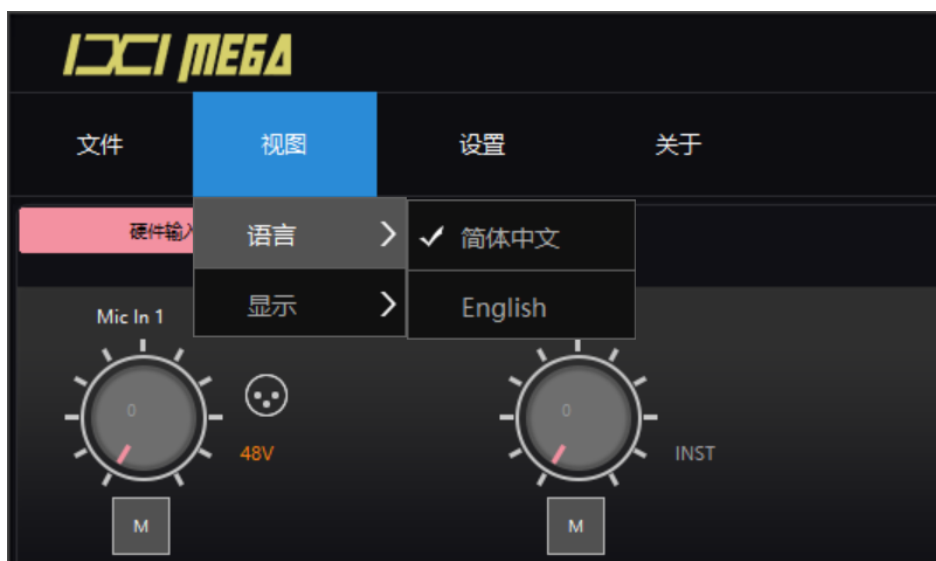 IXI MEGA
文件 视图 设置 关于
硬件输入
语言 简体中文
显示 English
Mic In 1
0 0
48V INST
M M